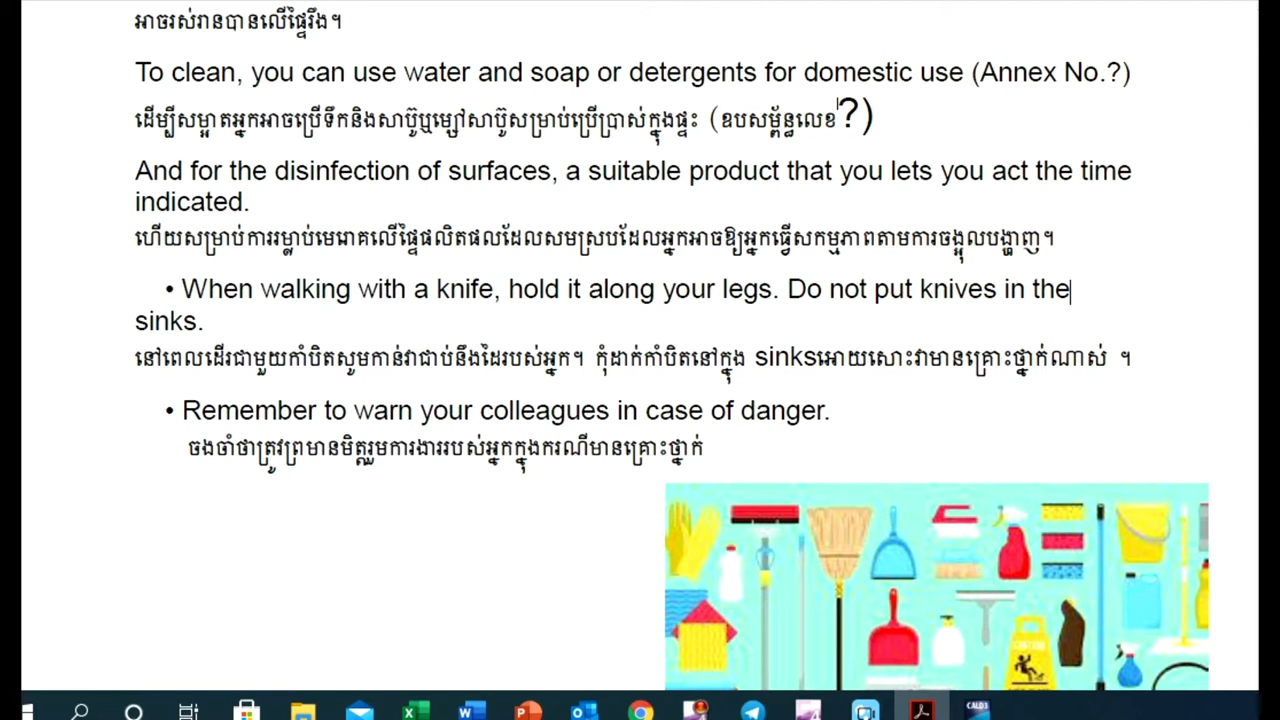 អាចរស់រានបានលើផ្ទៃរឹង។
To clean, you can use water and soap or detergents for domestic use (Annex No.?)
ដើម្បីសម្អាតអ្នកអាចប្រើទឹកនិងសាប៊ូឬម្សៅសាប៊ូសម្រាប់ប្រើប្រាស់ក្នុងផ្ទះ (ឧបសម្ព័ន្ធលេខ?)
And for the disinfection of surfaces, a suitable product that you lets you act the time
indicated.
ហើយសម្រាប់ការរម្លាប់មេរោគលើផ្ទៃផលិតផលដែលសមស្របដែលអ្នកអាចឱ្យអ្នកធ្វើសកម្មភាពតាមការចង្អុលបង្ហាញ។
• When walking with a knife, hold it along your legs. Do not put knives in the
sinks.
នៅពេលដើរជាមួយកាំបិតសូមកាន់វាជាប់នឹងដៃរបស់អ្នក។ កុំដាក់កាំបិតនៅក្នុង sinksអោយសោះវាមានគ្រោះថ្នាក់ណាស់ ។
• Remember to warn your colleagues in case of danger.
ចងចាំថាត្រូវព្រមានមិត្តរួមការងាររបស់អ្នកក្នុងករណីមានគ្រោះថ្នាក់